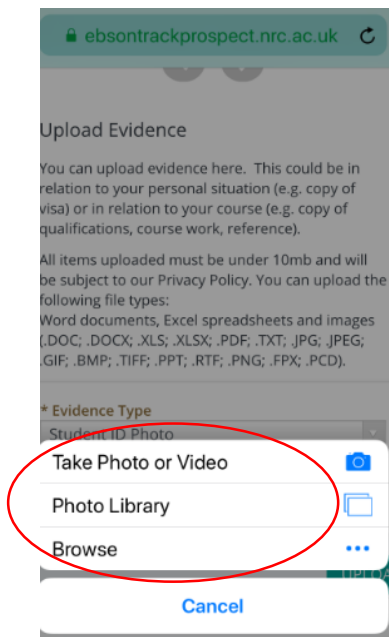 ebsontrackprospect.nrc.ac.uk
Upload Evidence
You can upload evidence here. This could be in
relation to your personal situation (e.g. copy of
visa) or in relation to your course (e.g. copy of
qualifications, course work, reference).
All items uploaded must be under 10mb and will
be subject to our Privacy Policy. You can upload the
following file types:
Word documents, Excel spreadsheets and images
(.DOC; .DOCX; .XLS; .XLSX; .PDF; .TXT; .JPG; .JPEG;
.GIF; .BMP; .TIFF; .PPT; .RTF; .PNG; .FPX; .PCD).
* Evidence Type
Student ID Photo
Take Photo or Video
Photo Library
Browse
Cancel